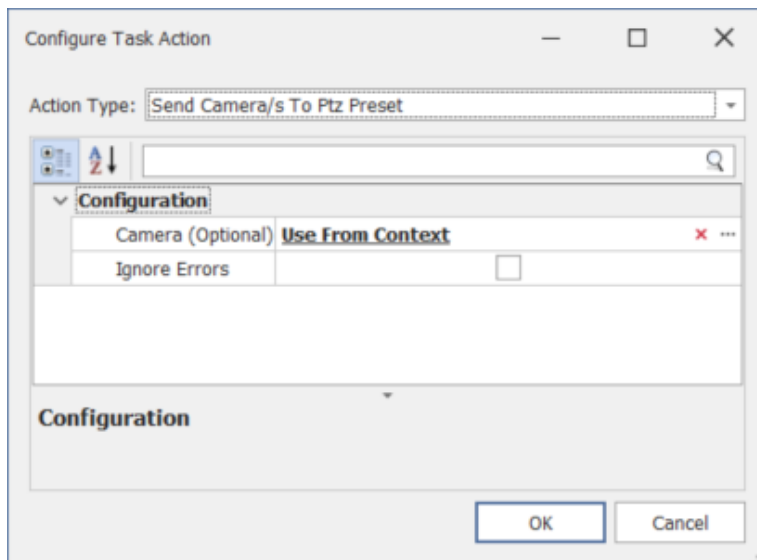 Configure Task Action
Action Type: Send Camera/s To Ptz Preset
Configuration
Camera (Optional) Use From Context
Ignore Errors
Configuration
OK Cancel